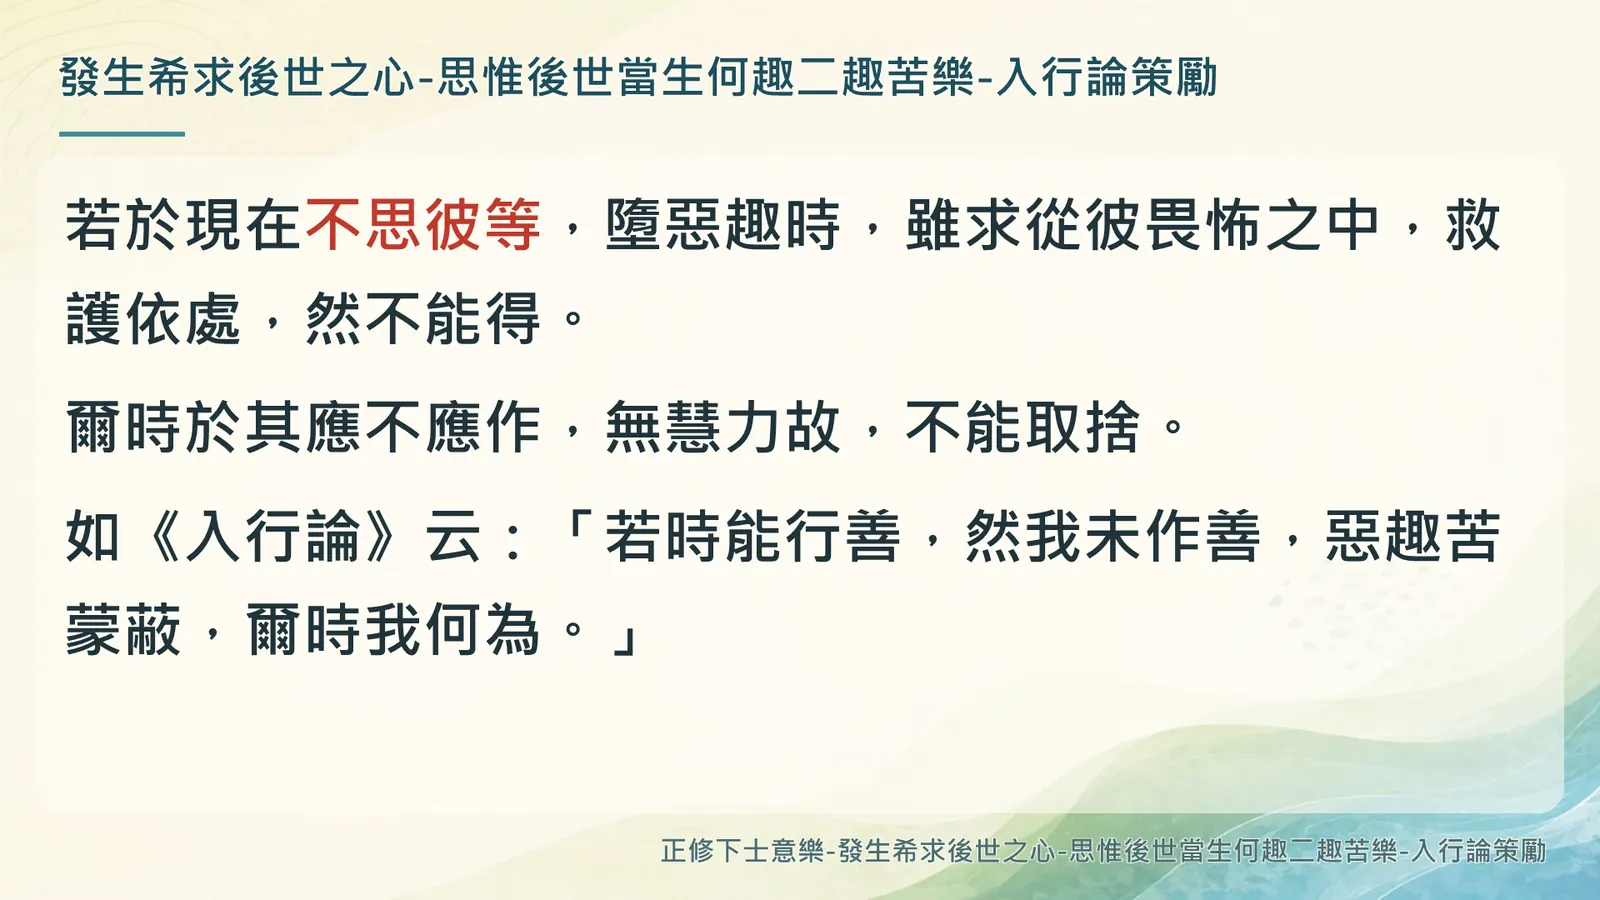 發生希求後世之心-思惟後世當生何趣二趣苦樂-入行論策勵
若於現在不思彼等，墮惡趣時，雖求從彼畏怖之中，救
護依處，然不能得。
爾時於其應不應作，無慧力故，不能取捨。
如《入行論》云：「若時能行善，然我未作善，惡趣苦
蒙蔽，爾時我何為。」
正修下士意樂-發生希求後世之心-思惟後世當生何趣二趣苦樂-入行論策勵